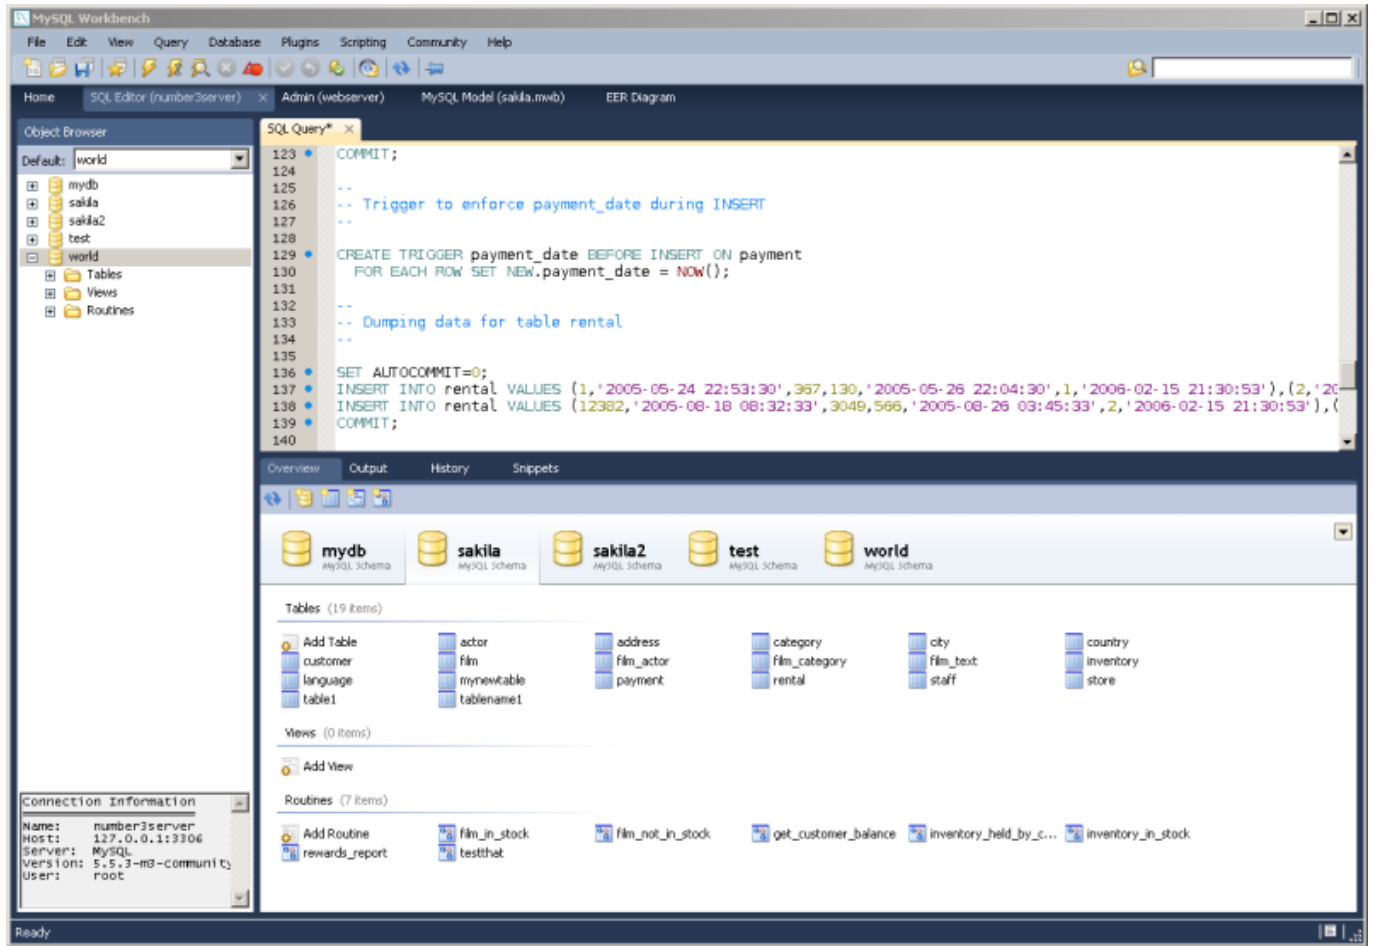 MySQL Workbench
File Edit View Query Database Plugins Scripting Community Help
Home SQL Editor (number3server) Admin (webserver) MySQL Model (sakila.mwb) EER Diagram
Object Browser
Default: world
mydb
sakila
sakila2
test
world
Tables
Views
Routines
Connection Information
Name: number3server
Host: 127.0.0.1:3306
Server: MySQL
Version: 5.5.3-m3-community
User: root
SQL Query*
123 COMMIT;
124
125 --
126 -- Trigger to enforce payment_date during INSERT
127 --
128
129 CREATE TRIGGER payment_date BEFORE INSERT ON payment
130 FOR EACH ROW SET NEW.payment_date = NOW();
131
132 --
133 -- Dumping data for table rental
134 --
135
136 SET AUTOCOMMIT=0;
137 INSERT INTO rental VALUES (1,'2005-05-24 22:53:30',367,130,'2005-05-26 22:04:30',1,'2006-02-15 21:30:53'),(2,'20
138 INSERT INTO rental VALUES (12382,'2005-08-18 08:32:33',3049,566,'2005-08-26 03:45:33',2,'2006-02-15 21:30:53'),(
139 COMMIT;
140
Overview Output History Snippets
mydb sakila sakila2 test world
MySQL Schema MySQL Schema MySQL Schema MySQL Schema MySQL Schema
Tables (19 items)
Add Table actor address category city country
customer film film_actor film_category film_text inventory
language mynewtable payment rental staff store
table1 tablename1
Views (0 items)
Add View
Routines (7 items)
Add Routine film_in_stock film_not_in_stock get_customer_balance inventory_held_by_c... inventory_in_stock
rewards_report testthat
Ready